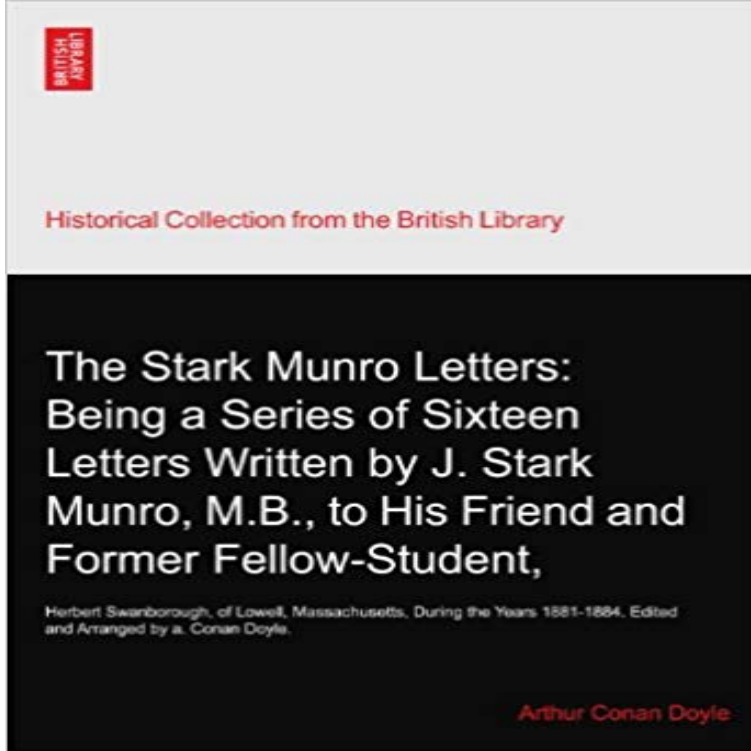 BRITISH
LIBRARY
Historical Collection from the British Library
The Stark Munro Letters:
Being a Series of Sixteen
Letters Written by J. Stark
Munro, M.B., to His Friend and
Former Fellow-Student,
Herbert Swanborough, of Lowell, Massachusetts, During the Years 1881-1884. Edited
and Arranged by a. Conan Doyle.
Arthur Conan Doyle